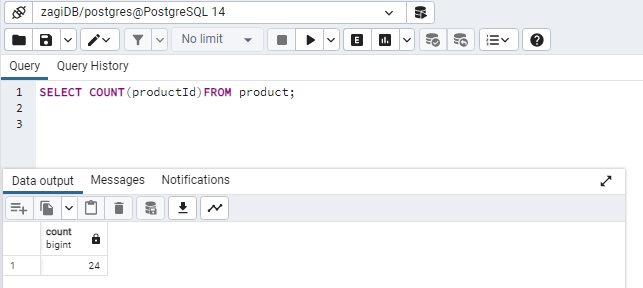 zagiDB/postgres@PostgreSQL 14
No limit
E
Query Query History
1 SELECT COUNT(productId)FROM product;
2
3
Data output Messages Notifications
count
bigint
1 24